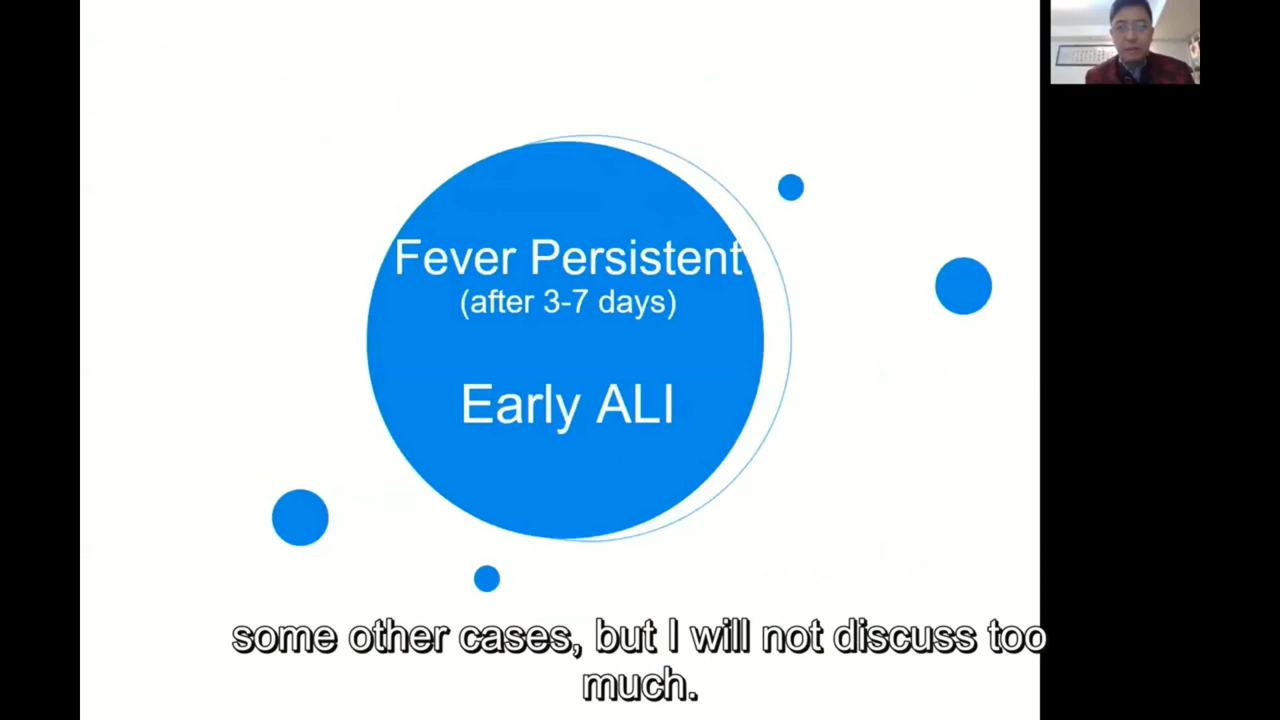 Fever Persistent
(after 3-7 days)
Early ALI
some other cases, but I will not discuss too
much.